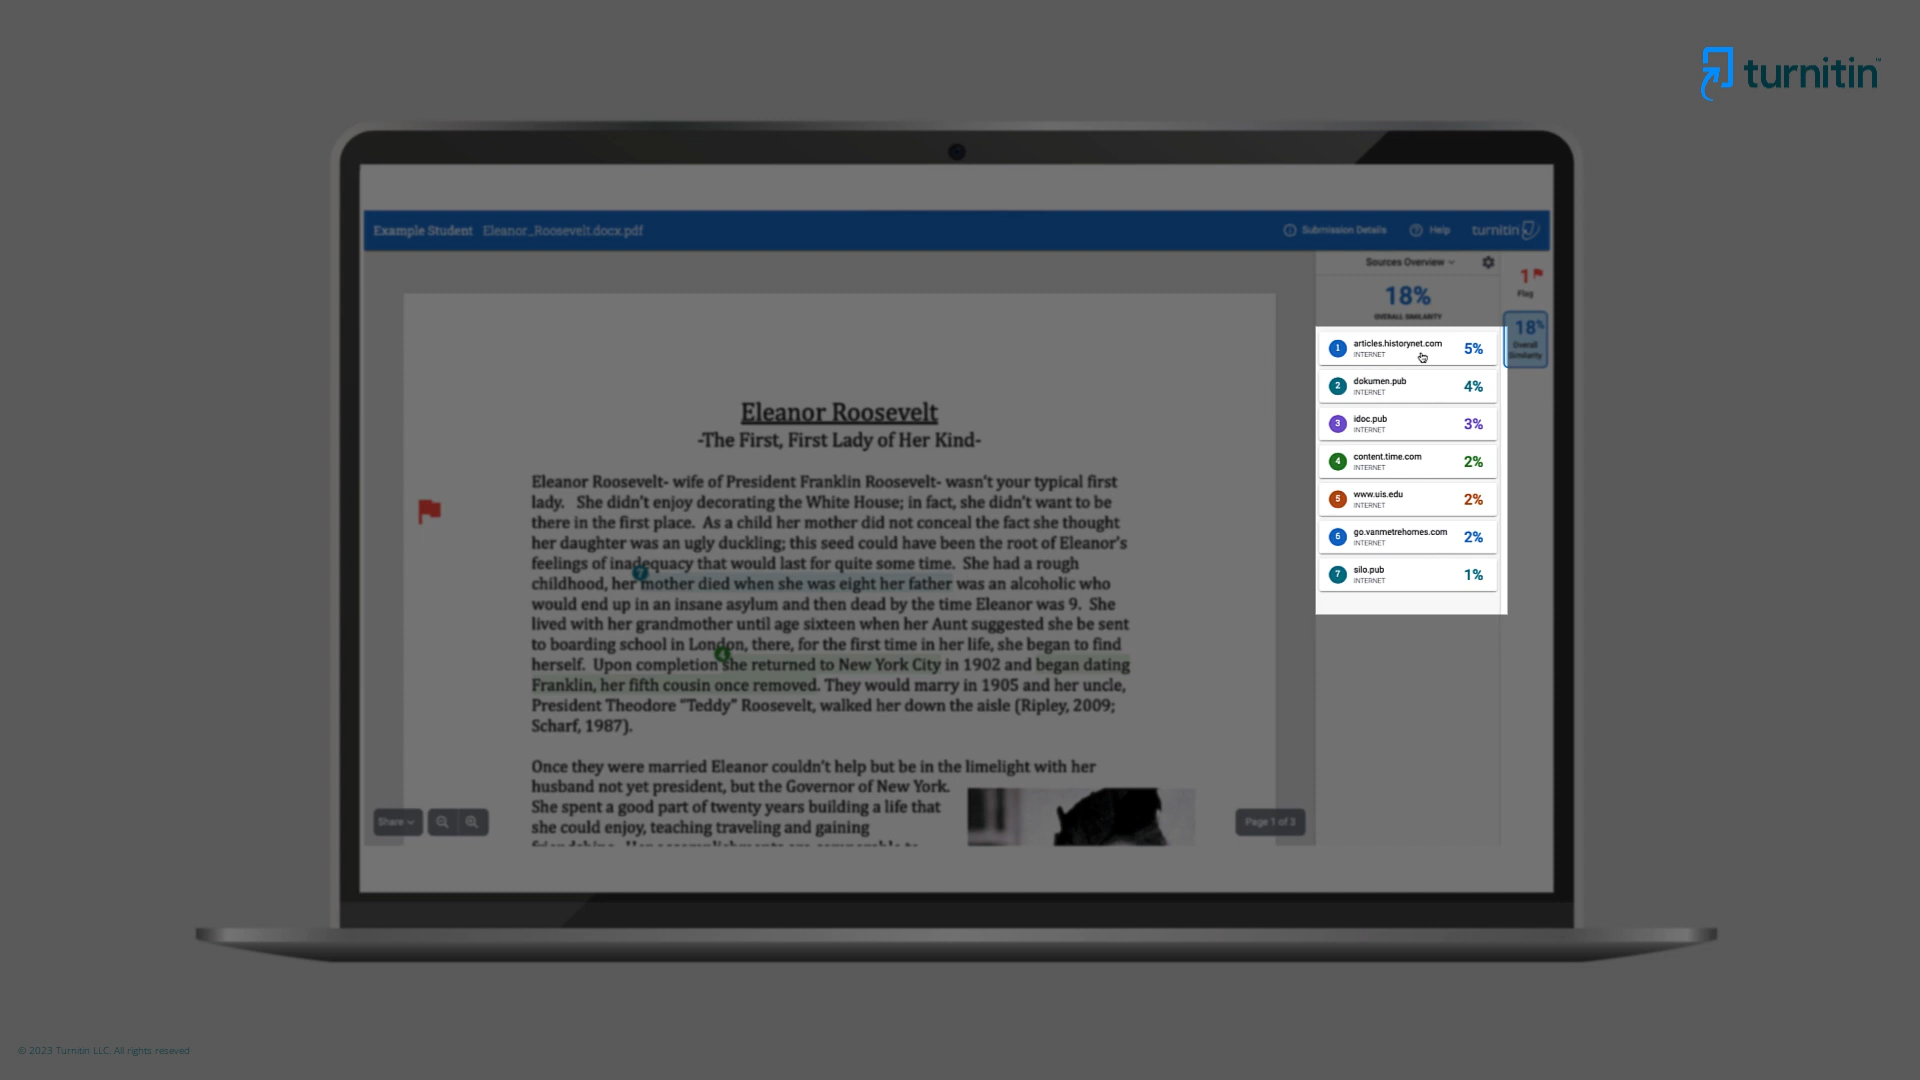 turnitin™
Example Student Eleanor_Roosevelt.docx.pdf
Submission Details Help turnitin
Sources Overview
18%
OVERALL SIMILARITY
1
Flag
18%
Overall
Similarity
1 articles.historynet.com 5%
INTERNET
2 dokumen.pub 4%
INTERNET
3 idoc.pub 3%
INTERNET
4 content.time.com 2%
INTERNET
5 www.uis.edu 2%
INTERNET
6 go.vanmetrehomes.com 2%
INTERNET
7 silo.pub 1%
INTERNET
Eleanor Roosevelt
-The First, First Lady of Her Kind-
Eleanor Roosevelt- wife of President Franklin Roosevelt- wasn't your typical first
lady. She didn't enjoy decorating the White House; in fact, she didn't want to be
there in the first place. As a child her mother did not conceal the fact she thought
her daughter was an ugly duckling; this seed could have been the root of Eleanor's
feelings of inadequacy that would last for quite some time. She had a rough
7
childhood, her mother died when she was eight her father was an alcoholic who
would end up in an insane asylum and then dead by the time Eleanor was 9. She
lived with her grandmother until age sixteen when her Aunt suggested she be sent
to boarding school in London, there, for the first time in her life, she began to find
4
herself. Upon completion she returned to New York City in 1902 and began dating
Franklin, her fifth cousin once removed. They would marry in 1905 and her uncle,
President Theodore "Teddy" Roosevelt, walked her down the aisle (Ripley, 2009;
Scharf, 1987).
Once they were married Eleanor couldn't help but be in the limelight with her
husband not yet president, but the Governor of New York.
She spent a good part of twenty years building a life that
she could enjoy, teaching traveling and gaining
Share
Page 1 of 3
© 2023 Turnitin LLC. All rights reseved